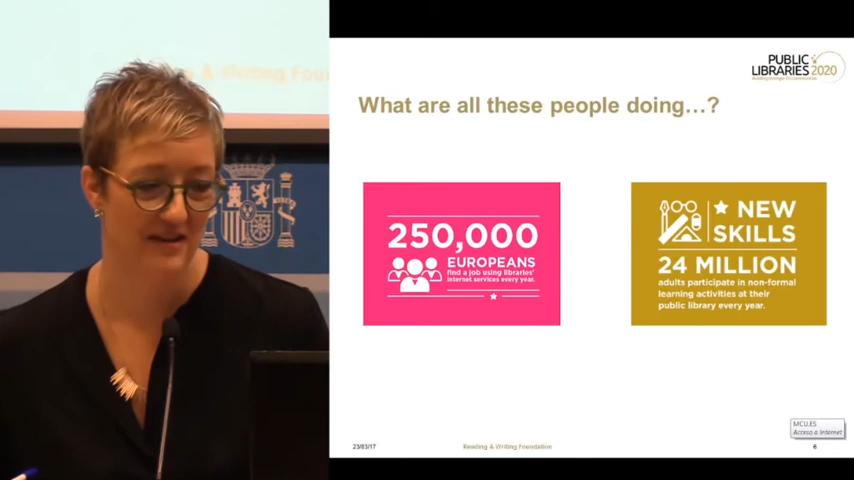 & Writing Foun
PUBLIC
LIBRARIES 2020
What are all these people doing...?
250,000
EUROPEANS
find a job using libraries'
internet services every year.
NEW
SKILLS
24 MILLION
adults participate in non-formal
learning activities at their
public library every year.
MCU.ES
Acceso a Internet
23/03/17
Reading & Writing Foundation
6